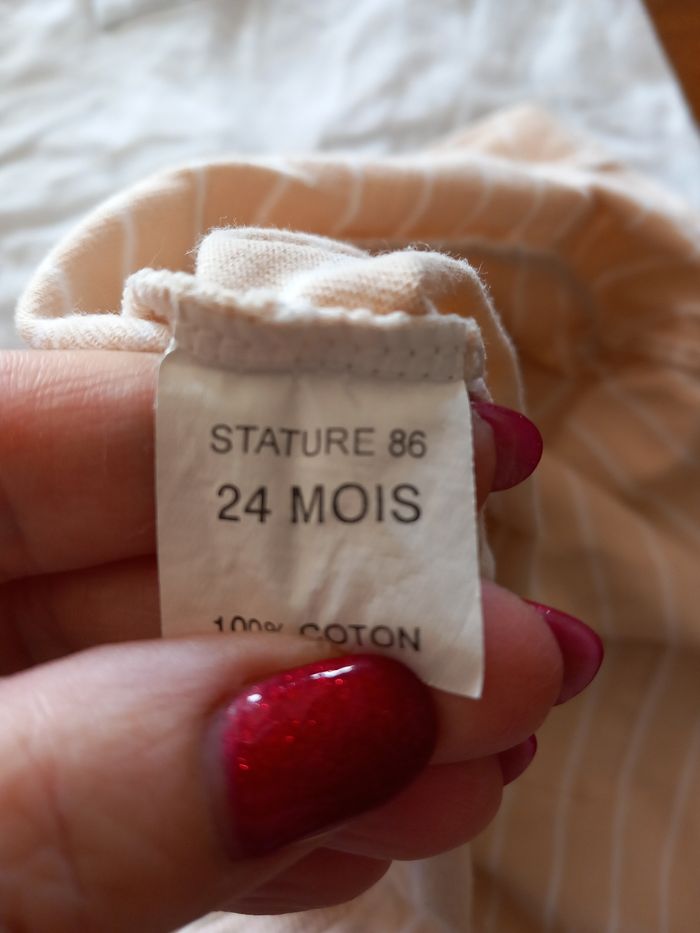 STATURE 86
24 MOIS
100% COTON